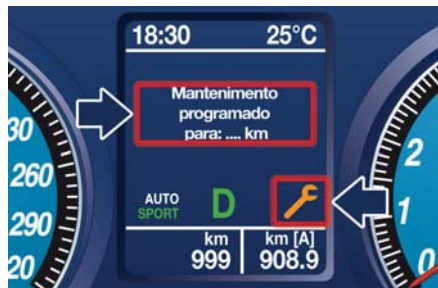 18:30 25°C
Mantenimento
programado
para: .... km
30
260
290
20
AUTO
SPORT
D
km
999
km [A]
908.9
2
1
0